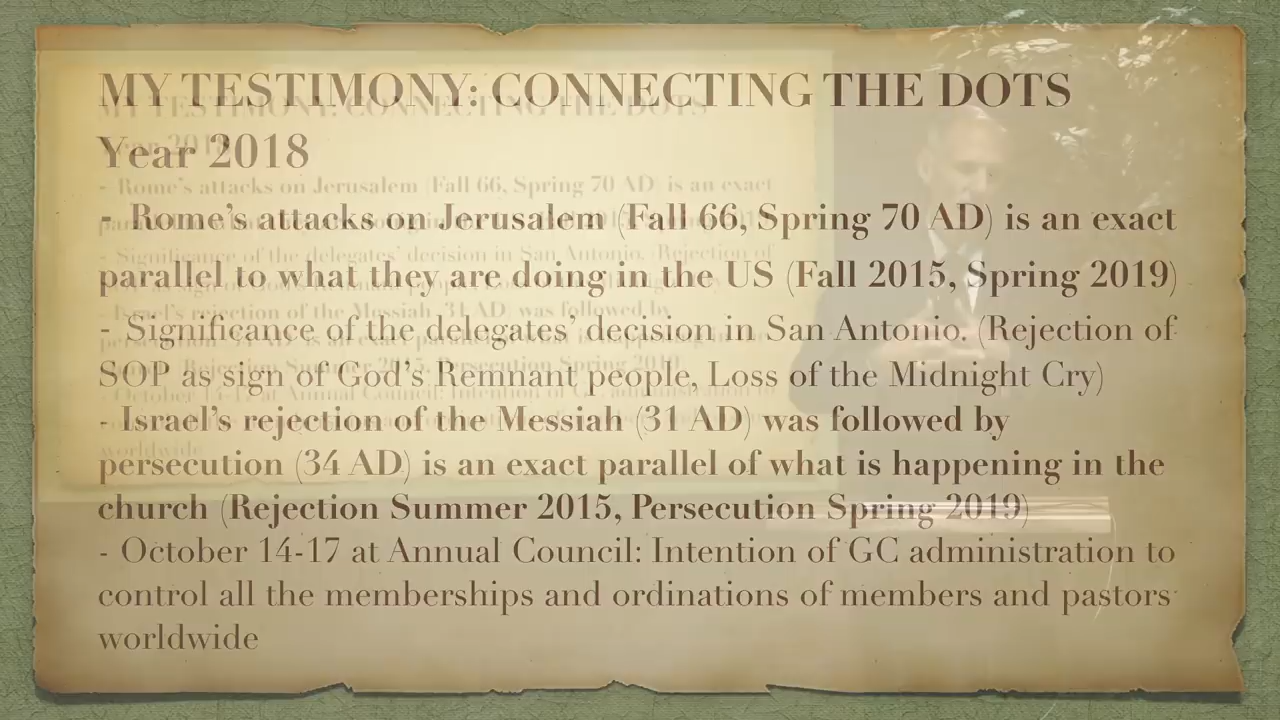 MY TESTIMONY: CONNECTING THE DOTS
Year 2018
- Rome's attacks on Jerusalem (Fall 66, Spring 70 AD) is an exact
parallel to what they are doing in the US (Fall 2015, Spring 2019)
- Significance of the delegates' decision in San Antonio. (Rejection of
SOP as sign of God's Remnant people, Loss of the Midnight Cry)
- Israel's rejection of the Messiah (31 AD) was followed by
persecution (34 AD) is an exact parallel of what is happening in the
church (Rejection Summer 2015, Persecution Spring 2019)
- October 14-17 at Annual Council: Intention of GC administration to
control all the memberships and ordinations of members and pastors
worldwide